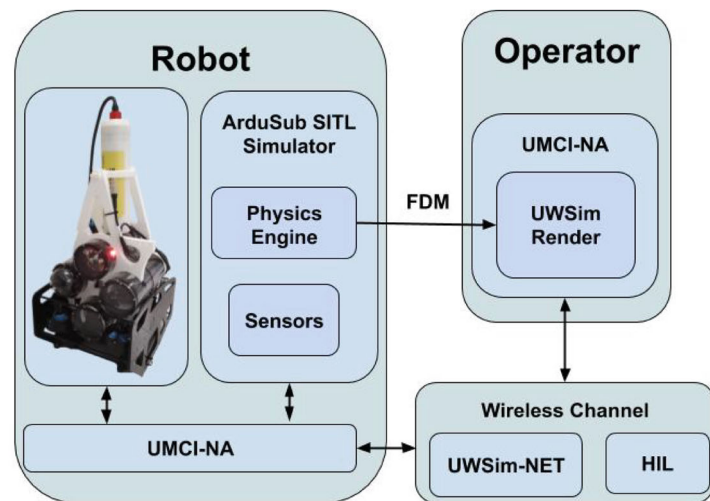 Robot
Operator
ArduSub SITL
Simulator
Physics
Engine
Sensors
FDM
UMCI-NA
UWSim
Render
UMCI-NA
Wireless Channel
UWSim-NET
HIL